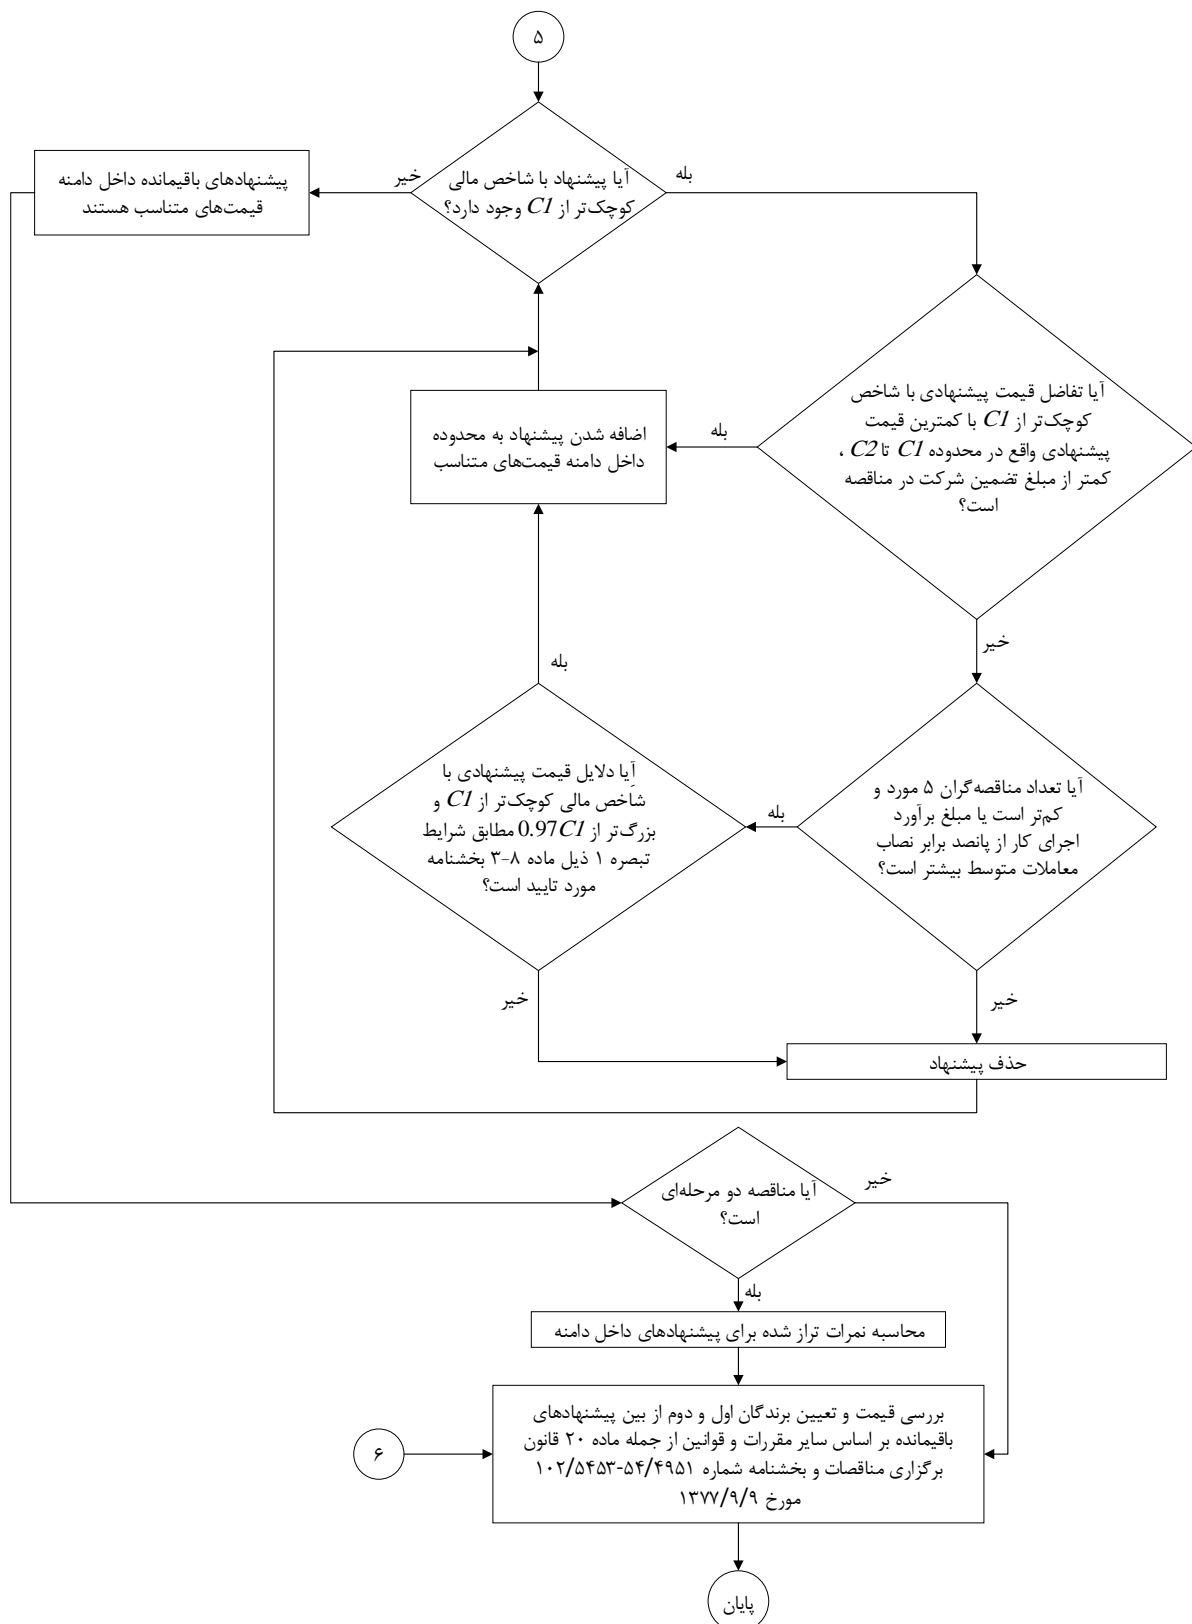 ۵
آیا پیشنهاد با شاخص مالی
کوچک‌تر از C1 وجود دارد؟
خیر
بله
پیشنهادهای باقیمانده داخل دامنه
قیمت‌های متناسب هستند
آیا تفاضل قیمت پیشنهادی با شاخص
کوچک‌تر از C1 با کمترین قیمت
پیشنهادی واقع در محدوده C1 تا C2 ،
کمتر از مبلغ تضمین شرکت در مناقصه
است؟
بله
اضافه شدن پیشنهاد به محدوده
داخل دامنه قیمت‌های متناسب
خیر
بله
آیا تعداد مناقصه‌گران ۵ مورد و
کم‌تر است یا مبلغ برآورد
اجرای کار از پانصد برابر نصاب
معاملات متوسط بیشتر است؟
بله
آیا دلایل قیمت پیشنهادی با
شاخص مالی کوچک‌تر از C1 و
بزرگ‌تر از 0.97C1 مطابق شرایط
تبصره ۱ ذیل ماده ۸-۳ بخشنامه
مورد تایید است؟
خیر
خیر
حذف پیشنهاد
آیا مناقصه دو مرحله‌ای
است؟
خیر
بله
محاسبه نمرات تراز شده برای پیشنهادهای داخل دامنه
بررسی قیمت و تعیین برندگان اول و دوم از بین پیشنهادهای
باقیمانده بر اساس سایر مقررات و قوانین از جمله ماده ۲۰ قانون
برگزاری مناقصات و بخشنامه شماره ۵۴/۴۹۵۱-۱۰۲/۵۴۵۳
مورخ ۱۳۷۷/۹/۹
۶
پایان